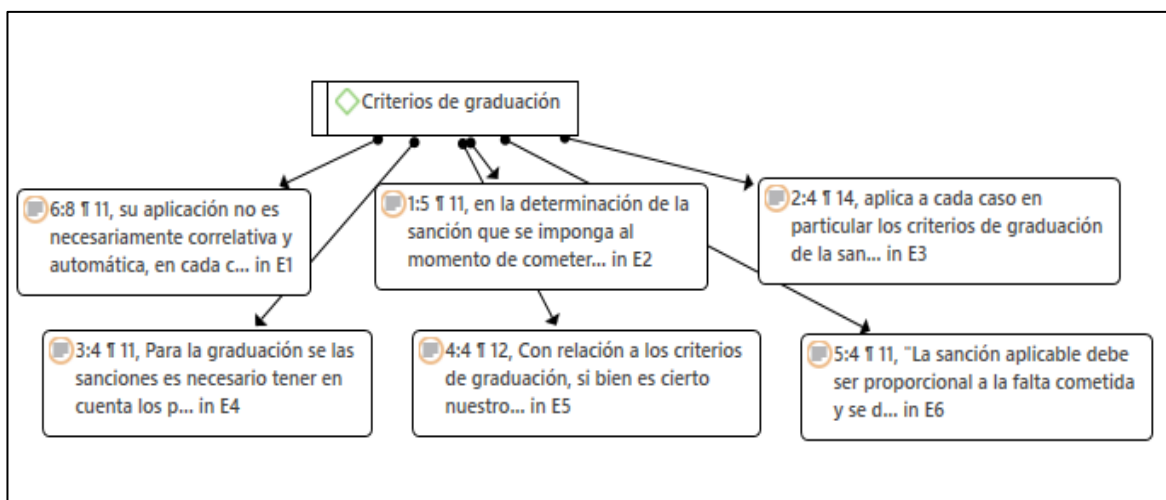 Criterios de graduación
6:8 ¶ 11, su aplicación no es
necesariamente correlativa y
automática, en cada c... in E1
1:5 ¶ 11, en la determinación de la
sanción que se imponga al
momento de cometer... in E2
2:4 ¶ 14, aplica a cada caso en
particular los criterios de graduación
de la san... in E3
3:4 ¶ 11, Para la graduación se las
sanciones es necesario tener en
cuenta los p... in E4
4:4 ¶ 12, Con relación a los criterios
de graduación, si bien es cierto
nuestro... in E5
5:4 ¶ 11, ¨La sanción aplicable debe
ser proporcional a la falta cometida
y se d... in E6